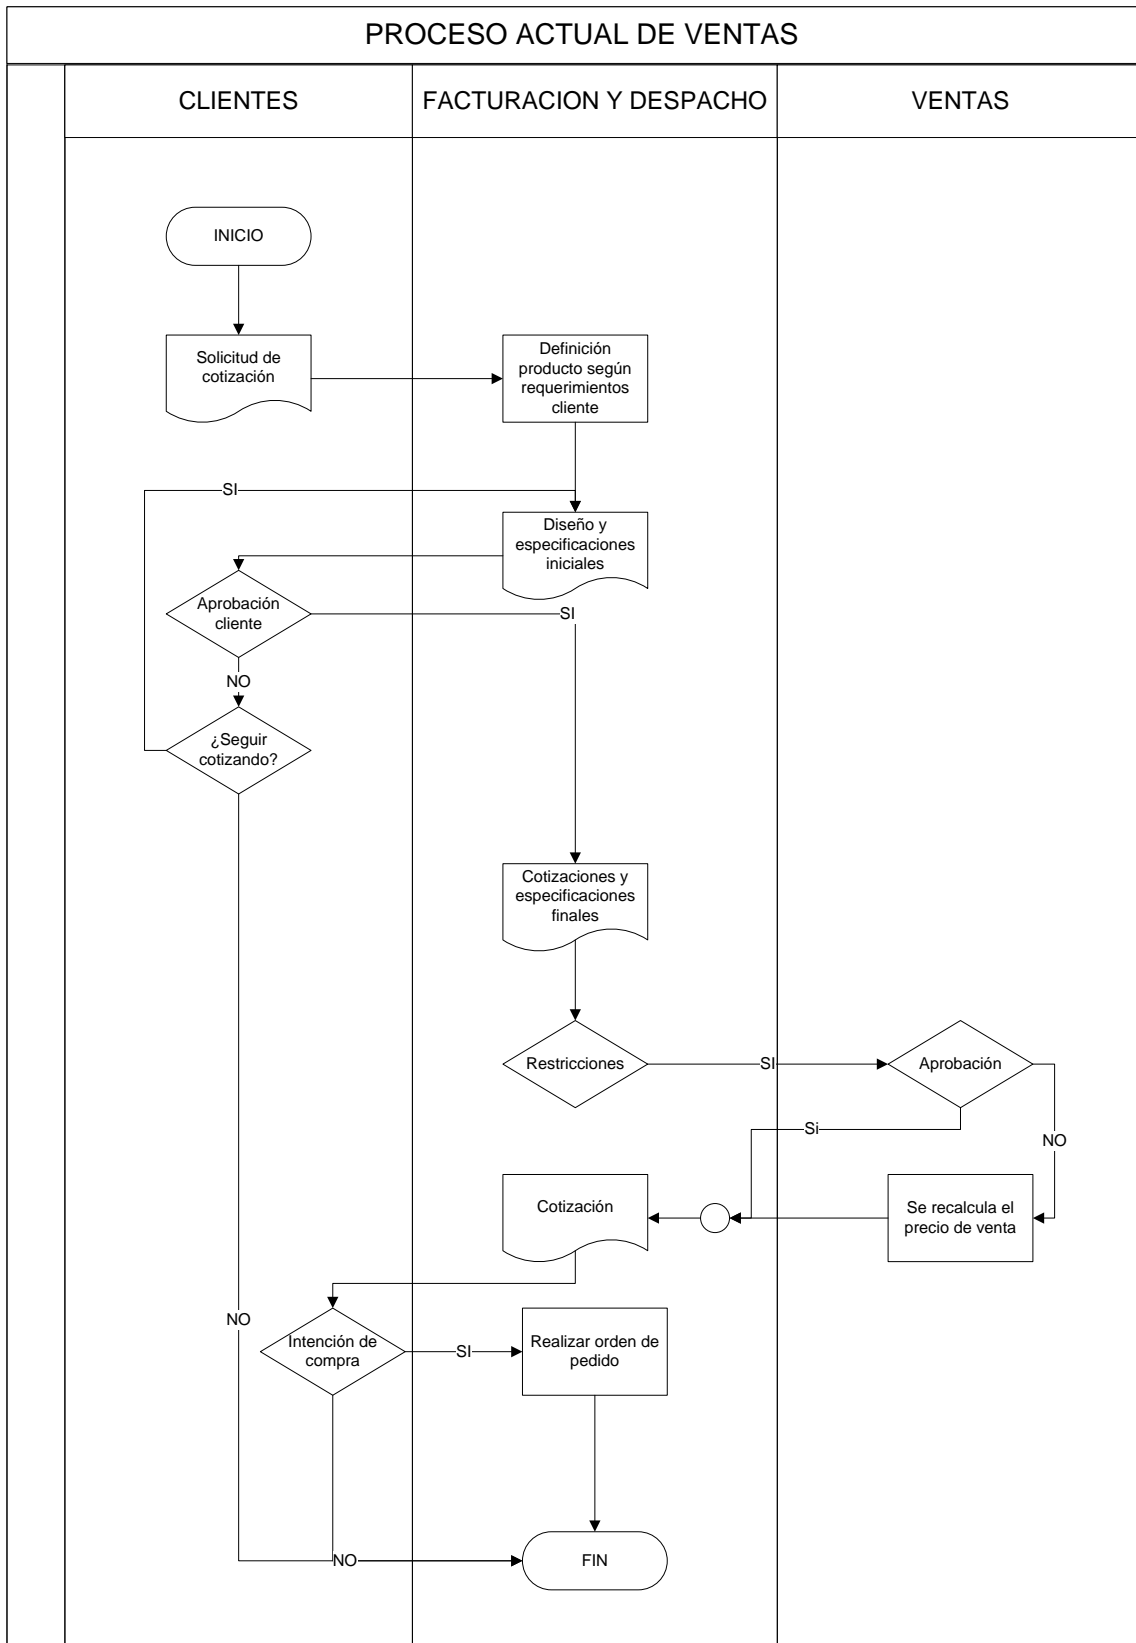 PROCESO ACTUAL DE VENTAS
CLIENTES
FACTURACION Y DESPACHO
VENTAS
INICIO
Solicitud de
cotización
Definición
producto según
requerimientos
cliente
SI
Diseño y
especificaciones
iniciales
Aprobación
cliente
SI
NO
¿Seguir
cotizando?
Cotizaciones y
especificaciones
finales
Restricciones
SI
Aprobación
Si
NO
Cotización
Se recalcula el
precio de venta
NO
Intención de
compra
SI
Realizar orden de
pedido
NO
FIN